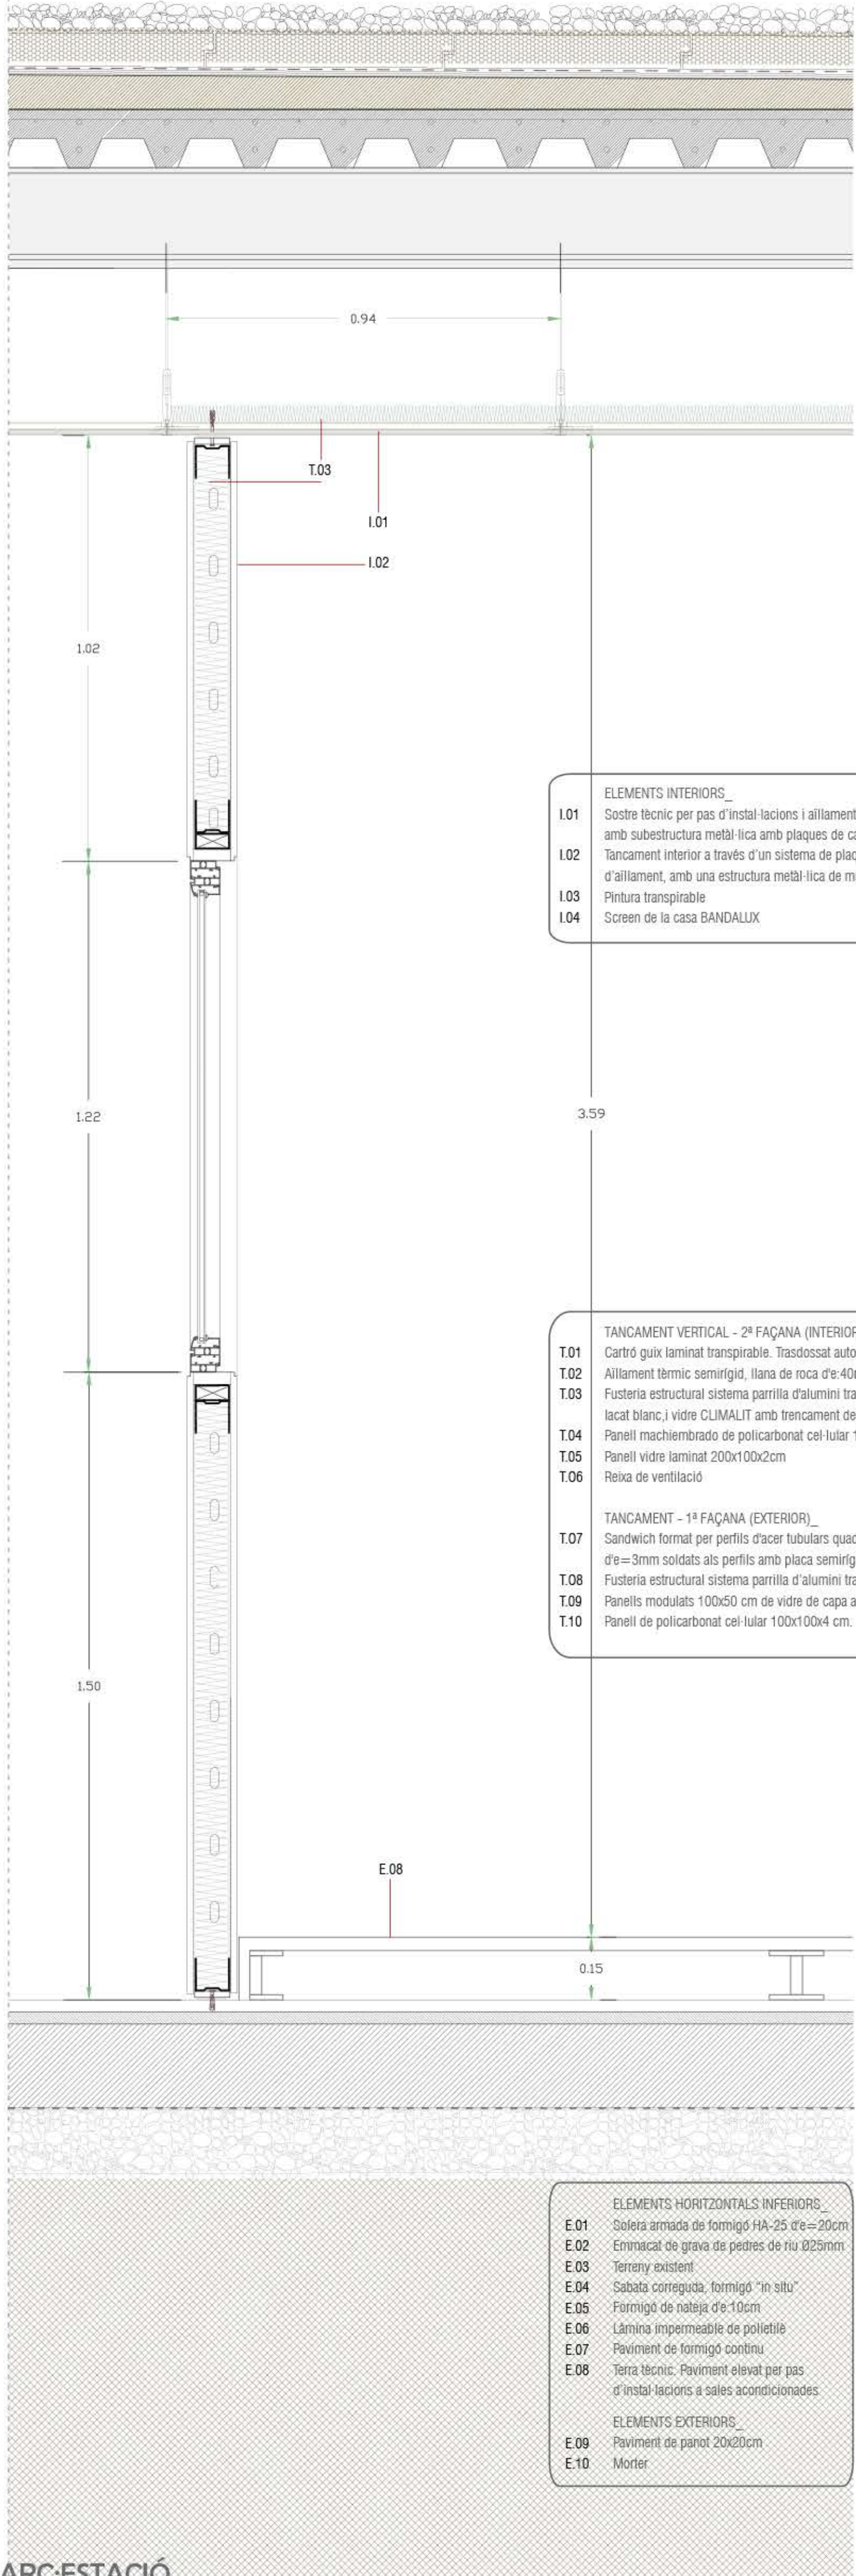 0.94
T.03
I.01
I.02
1.02
ELEMENTS INTERIORS_
I.01 Sostre tècnic per pas d'instal·lacions i aïllament
amb subestructura metàl·lica amb plaques de
I.02 Tancament interior a través d'un sistema de
d'aïllament, amb una estructura metàl·lica de
I.03 Pintura transpirable
I.04 Screen de la casa BANDALUX
1.22
3.59
TANCAMENT VERTICAL - 2ª FAÇANA (INTERIOR
T.01 Cartró guix laminat transpirable. Trasdossat
T.02 Aïllament tèrmic semirígid, llana de roca
T.03 Fusteria estructural sistema parrilla d'alumini
lacat blanc,i vidre CLIMALIT amb trencament de
T.04 Panell machiembrado de policarbonat cel·lular
T.05 Panell vidre laminat 200x100x2cm
T.06 Reixa de ventilació
TANCAMENT - 1ª FAÇANA (EXTERIOR)_
T.07 Sandwich format per perfils d'acer tubulars
d'e=3mm soldats als perfils amb placa
T.08 Fusteria estructural sistema parrilla d'alumini
T.09 Panells modulats 100x50 cm de vidre de capa
T.10 Panell de policarbonat cel·lular 100x100x4 cm.
1.50
E.08
0.15
ELEMENTS HORITZONTALS INFERIORS_
E.01 Solera armada de formigó HA-25 d'e=20cm
E.02 Emmacat de grava de pedres de riu Ø25mm
E.03 Terreny existent
E.04 Sabata correguda, formigó "in situ"
E.05 Formigó de nateja d'e:10cm
E.06 Làmina impermeable de polietilè
E.07 Paviment de formigó continu
E.08 Terra tècnic. Paviment elevat per pas
d'instal·lacions a sales acondicionades.
ELEMENTS EXTERIORS_
E.09 Paviment de panot 20x20cm
E.10 Morter
ARC·ESTACIÓ